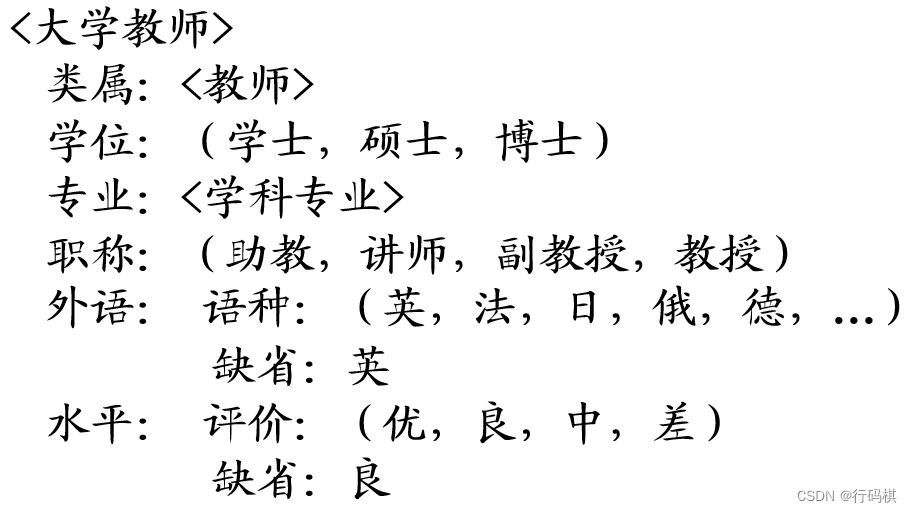 <大学教师>
类属：<教师>
学位：（学士，硕士，博士）
专业：<学科专业>
职称：（助教，讲师，副教授，教授）
外语： 语种：（英，法，日，俄，德，…）
缺省：英
水平： 评价：（优，良，中，差）
缺省：良
CSDN @行码棋